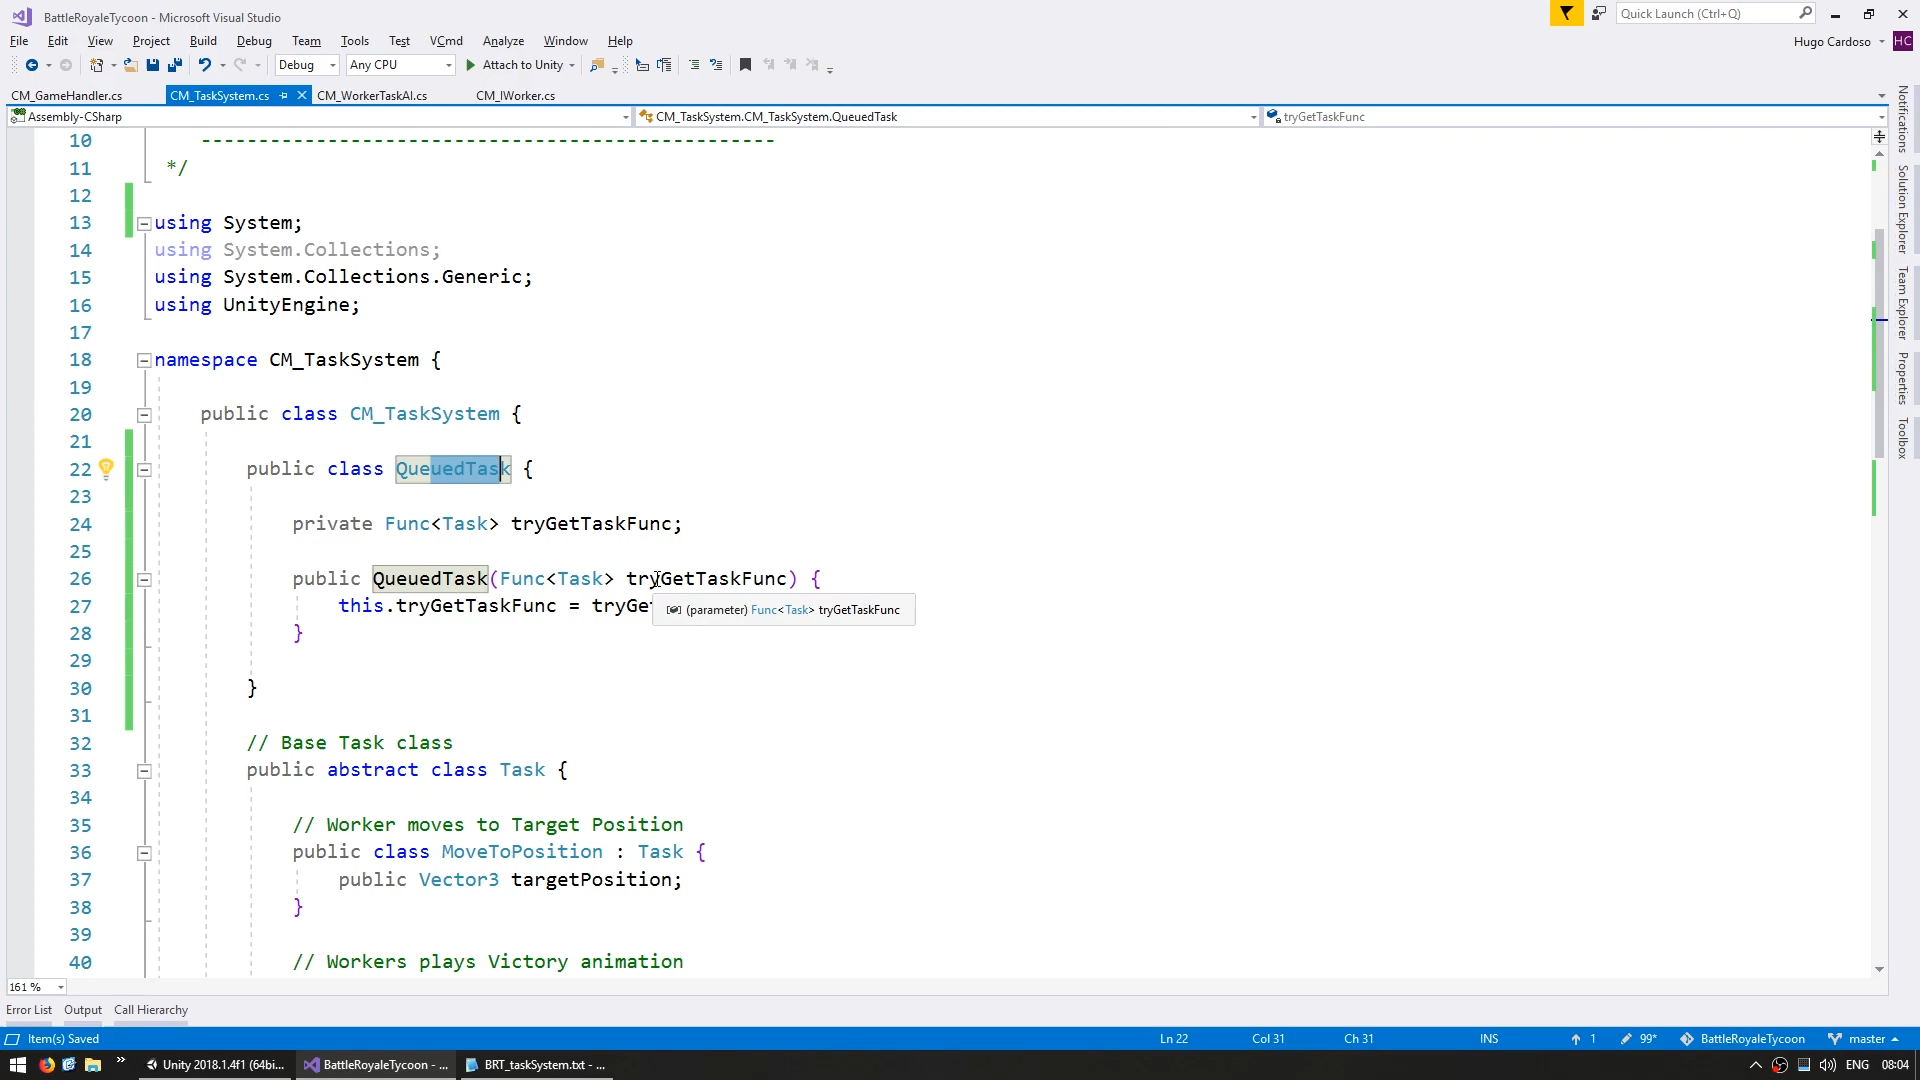 BattleRoyaleTycoon - Microsoft Visual Studio
Quick Launch (Ctrl+Q)
File Edit View Project Build Debug Team Tools Test VCmd Analyze Window Help
Hugo Cardoso HC
Debug Any CPU Attach to Unity
CM_GameHandler.cs CM_TaskSystem.cs CM_WorkerTaskAI.cs CM_IWorker.cs
Assembly-CSharp CM_TaskSystem.CM_TaskSystem.QueuedTask tryGetTaskFunc
10 --------------------------------------------------
11 */
12
13 using System;
14 using System.Collections;
15 using System.Collections.Generic;
16 using UnityEngine;
17
18 namespace CM_TaskSystem {
19
20 public class CM_TaskSystem {
21
22 public class QueuedTask {
23
24 private Func<Task> tryGetTaskFunc;
25
26 public QueuedTask(Func<Task> tryGetTaskFunc) {
27 this.tryGetTaskFunc = tryGe
(parameter) Func<Task> tryGetTaskFunc
28 }
29
30 }
31
32 // Base Task class
33 public abstract class Task {
34
35 // Worker moves to Target Position
36 public class MoveToPosition : Task {
37 public Vector3 targetPosition;
38 }
39
40 // Workers plays Victory animation
Notifications
Solution Explorer
Team Explorer
Properties
Toolbox
161 %
Error List Output Call Hierarchy
Item(s) Saved Ln 22 Col 31 Ch 31 INS 1 99* BattleRoyaleTycoon master
Unity 2018.1.4f1 (64bi... BattleRoyaleTycoon - ... BRT_taskSystem.txt - ... ENG 08:04